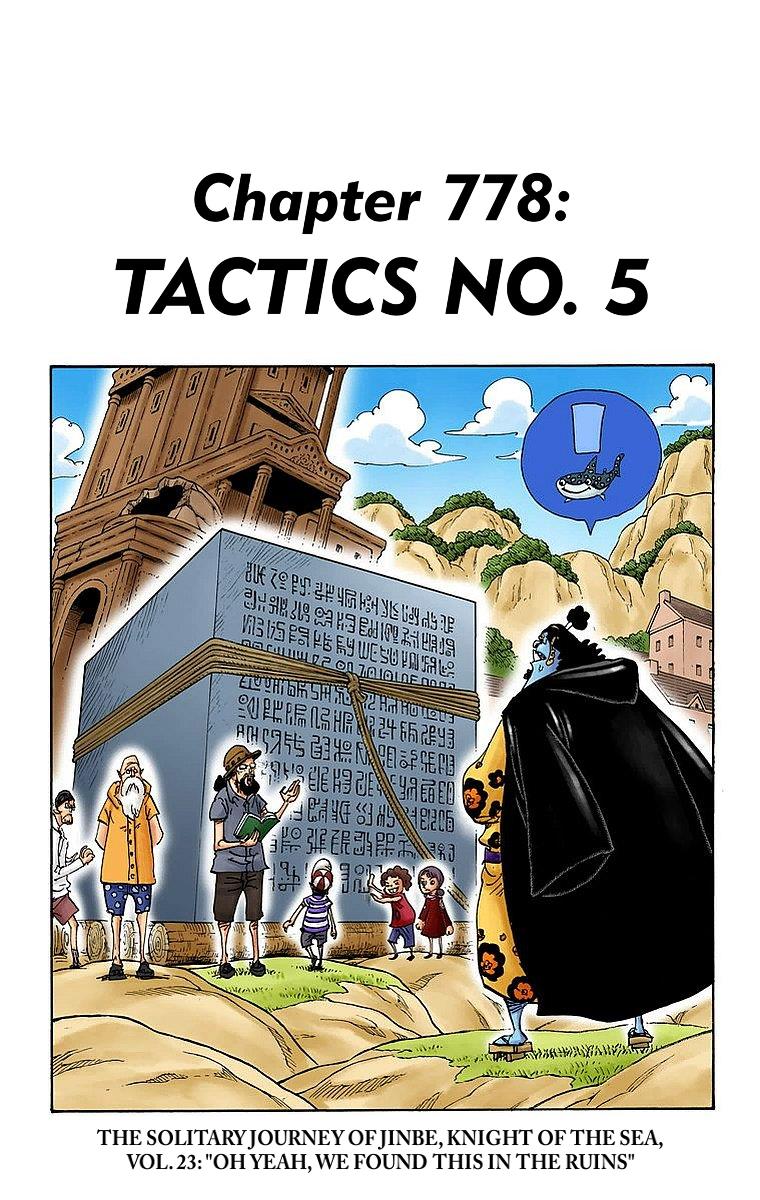 Chapter 778:
TACTICS NO. 5
THE SOLITARY JOURNEY OF JINBE, KNIGHT OF THE SEA,
VOL. 23: "OH YEAH, WE FOUND THIS IN THE RUINS"